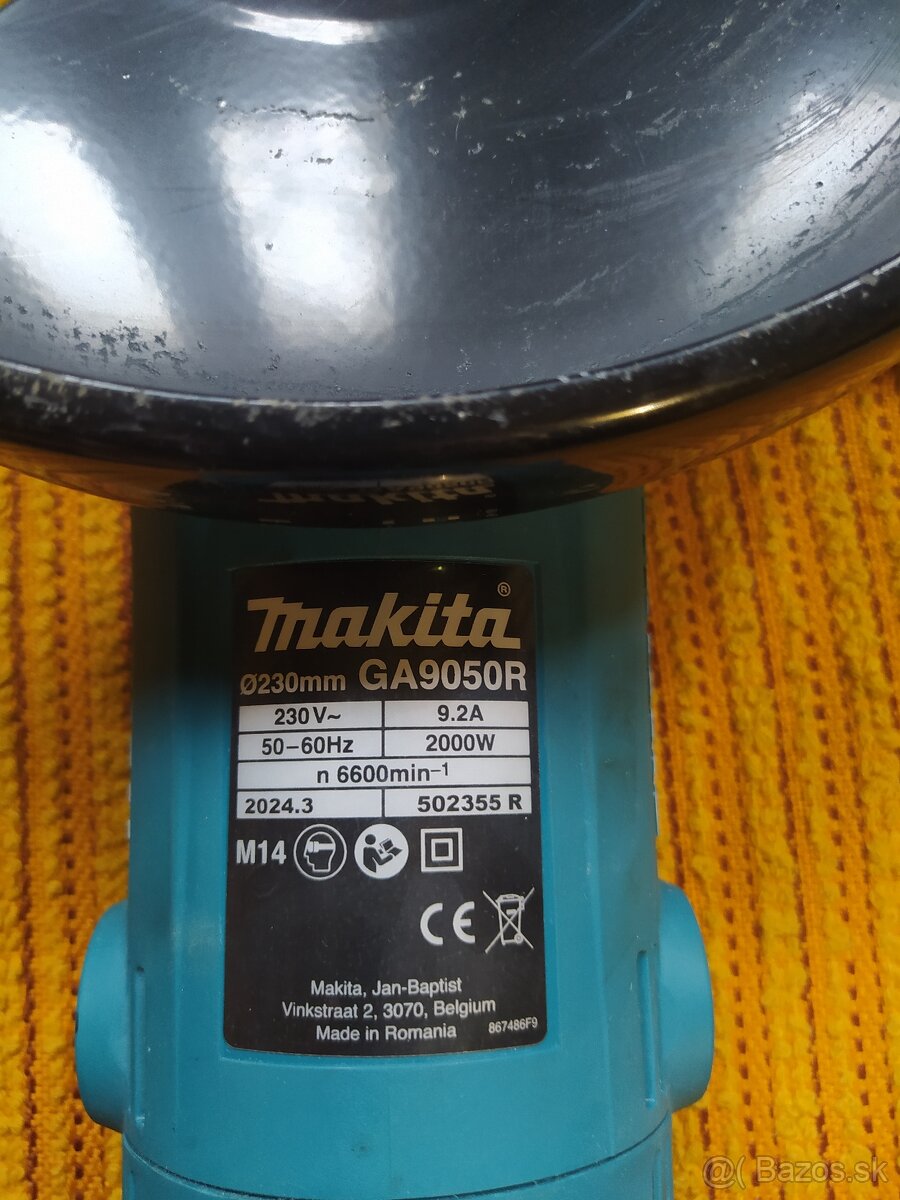 makita
makita®
Ø230mm GA9050R
230V~ 9.2A
50–60Hz 2000W
n 6600min⁻¹
2024.3 502355 R
M14
CE
Makita, Jan-Baptist
Vinkstraat 2, 3070, Belgium
Made in Romania 867486F9
@( Bazos.sk